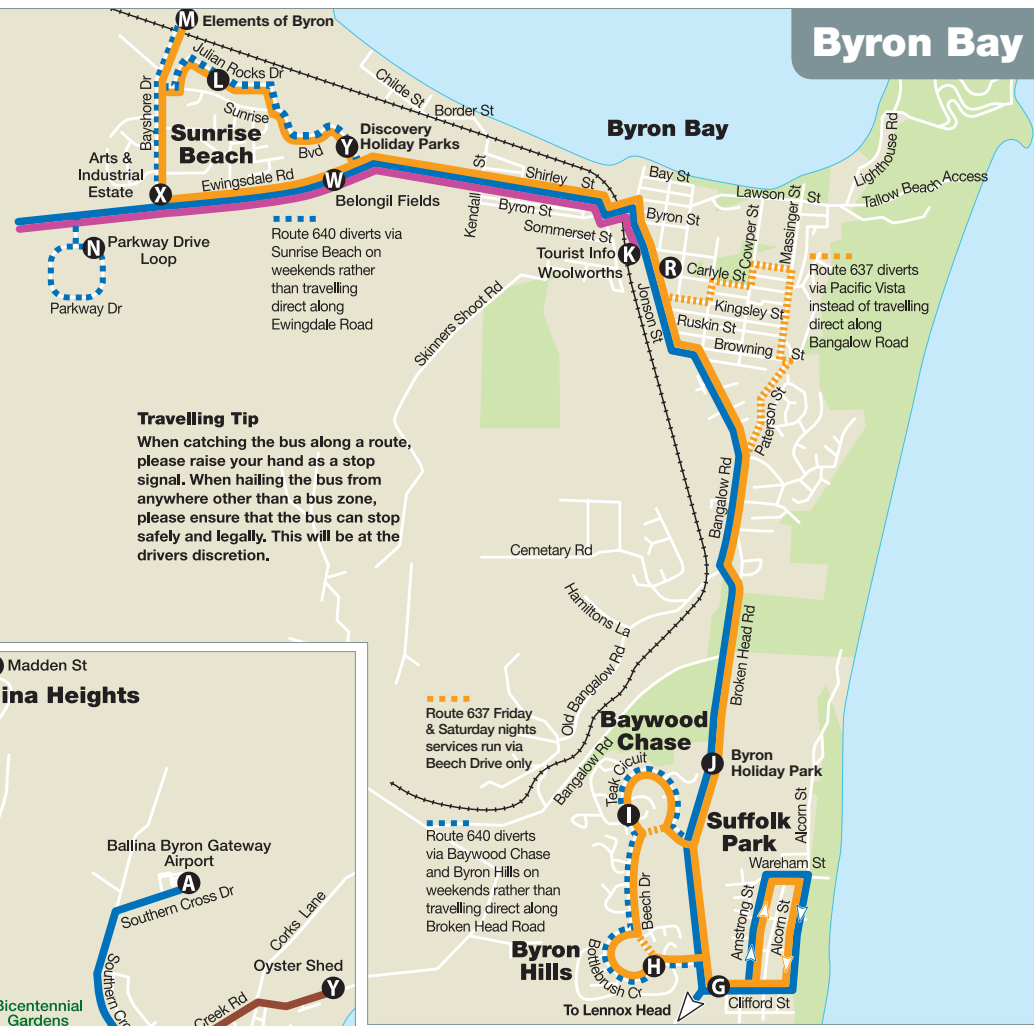 Byron Bay
M Elements of Byron
Julian Rocks Dr
L
Sunrise
Bvd
Bayshore Dr
Sunrise
Beach
Y Discovery
Holiday Parks
Arts &
Industrial
Estate
X
Ewingsdale Rd
W
Belongil Fields
N Parkway Drive
Loop
Parkway Dr
Route 640 diverts via
Sunrise Beach on
weekends rather
than travelling
direct along
Ewingdale Road
Childe St
Border St
Kendall St
Shirley St
Byron St
Sommerset St
Tourist Info K
Woolworths
Byron Bay
Bay St
Lawson St
Byron St
Cowper St
Massinger St
Lighthouse Rd
Tallow Beach Access
R
Carlyle St
Kingsley St
Ruskin St
Browning St
Jonson St
Paterson St
Route 637 diverts
via Pacific Vista
instead of travelling
direct along
Bangalow Road
Skinners Shoot Rd
Travelling Tip
When catching the bus along a route,
please raise your hand as a stop
signal. When hailing the bus from
anywhere other than a bus zone,
please ensure that the bus can stop
safely and legally. This will be at the
drivers discretion.
Bangalow Rd
Cemetary Rd
Hamiltons La
Old Bangalow Rd
Bangalow Rd
Broken Head Rd
Route 637 Friday
& Saturday nights
services run via
Beech Drive only
Baywood
Chase
Teak Cicuit
I
J Byron
Holiday Park
Suffolk
Park
Alcorn St
Wareham St
Amstrong St
Alcorn St
Route 640 diverts
via Baywood Chase
and Byron Hills on
weekends rather than
travelling direct along
Broken Head Road
Beech Dr
Byron
Hills
Bottlebrush Cr
H
G
Clifford St
To Lennox Head
Madden St
ina Heights
Ballina Byron Gateway
Airport
A
Southern Cross Dr
Southern Cro
Corks Lane
Oyster Shed
Y
Creek Rd
Bicentennial
Gardens